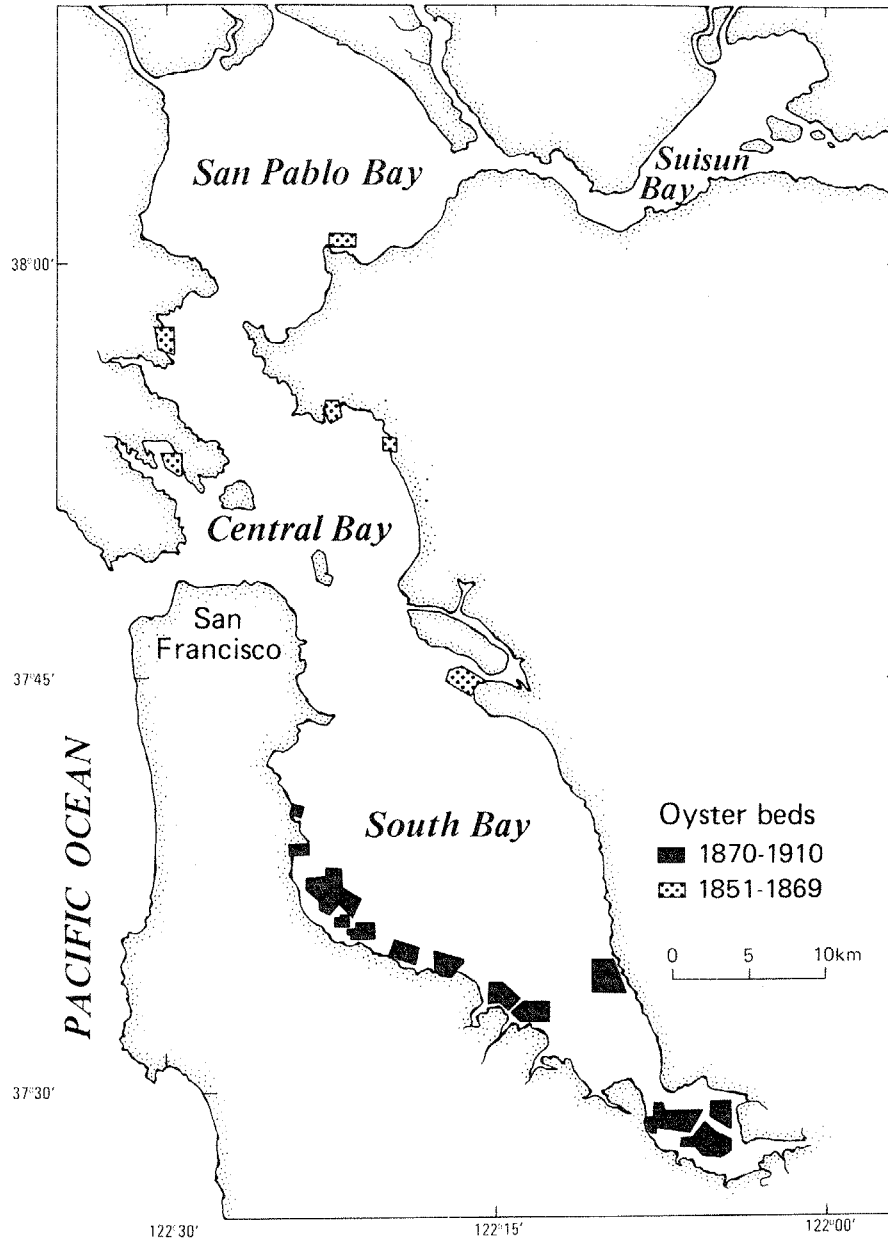 San Pablo Bay
Suisun
Bay
38°00'
Central Bay
San
Francisco
37°45'
PACIFIC OCEAN
South Bay
Oyster beds
1870-1910
1851-1869
0 5 10km
37°30'
122°30' 122°15' 122°00'